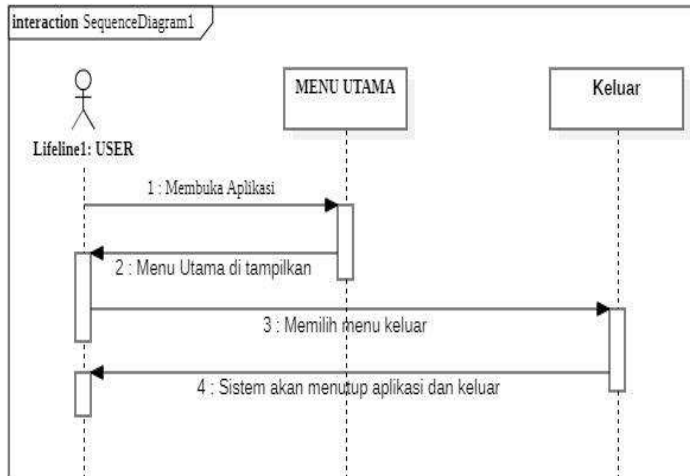 interaction SequenceDiagram1
MENU UTAMA
Keluar
Lifeline1: USER
1 : Membuka Aplikasi
2 : Menu Utama di tampilkan
3 : Memilih menu keluar
4 : Sistem akan menutup aplikasi dan keluar